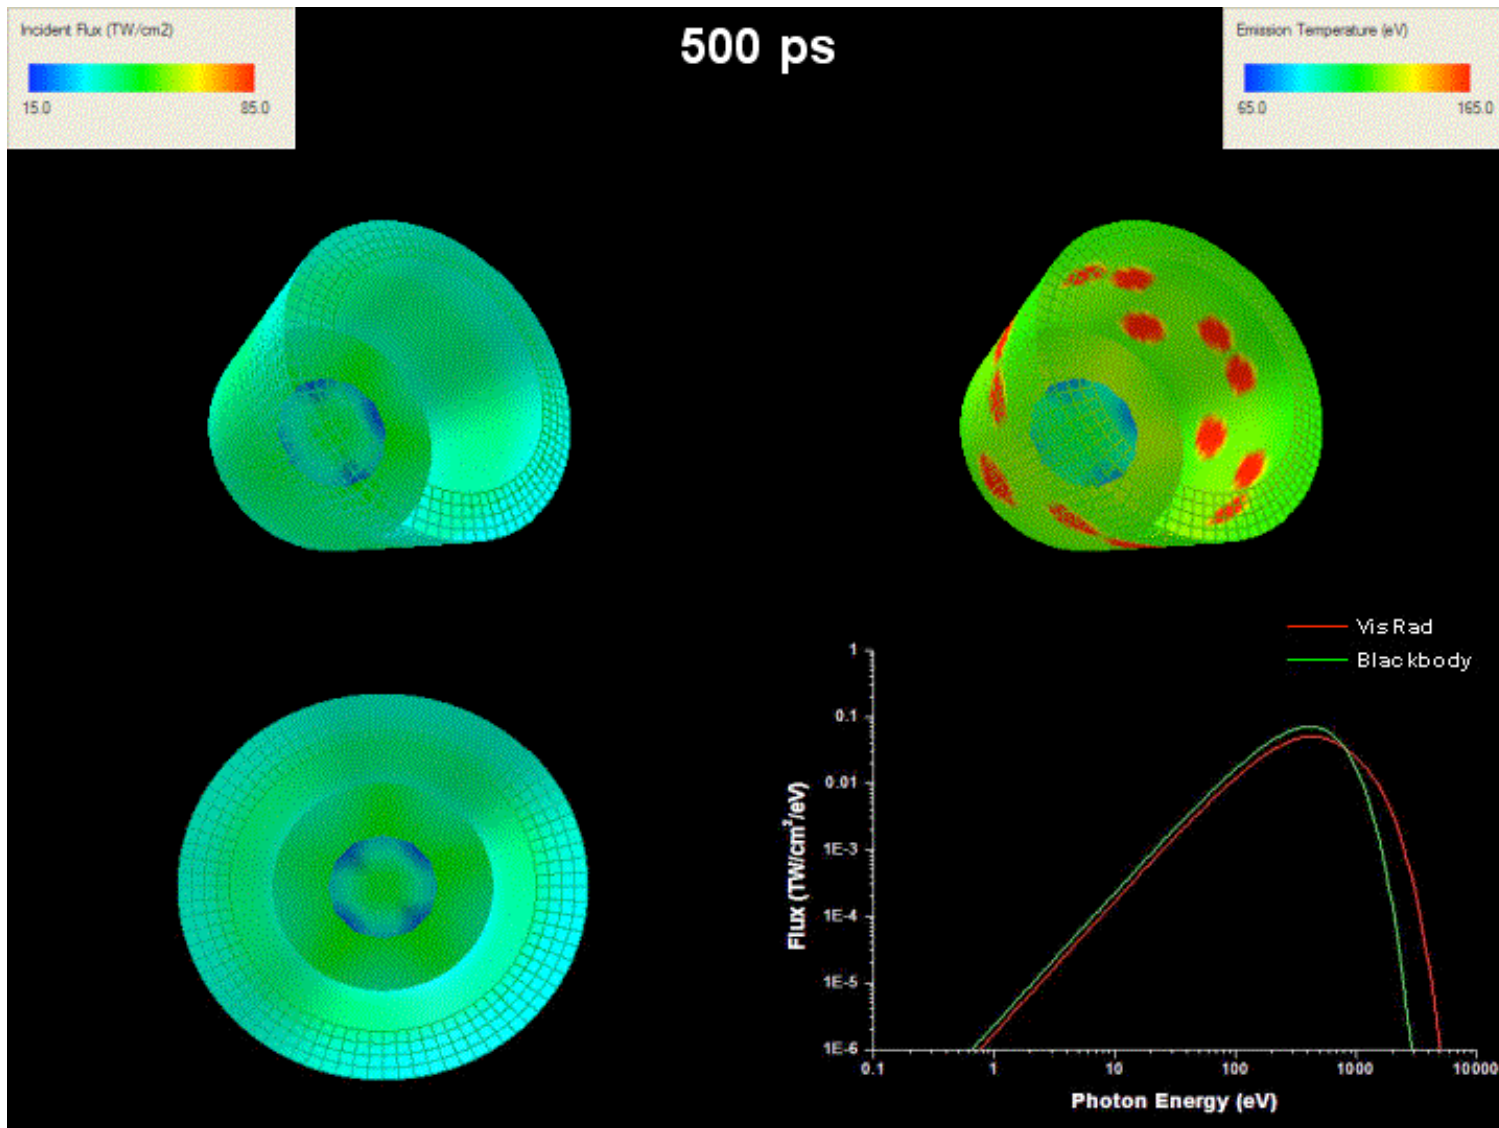 Incident Flux (TW/cm2)
15.0 85.0
500 ps
Emission Temperature (eV)
65.0 165.0
VisRad
Blackbody
1
0.1
0.01
1E-3
1E-4
1E-5
1E-6
Flux (TW/cm²/eV)
0.1 1 10 100 1000 10000
Photon Energy (eV)